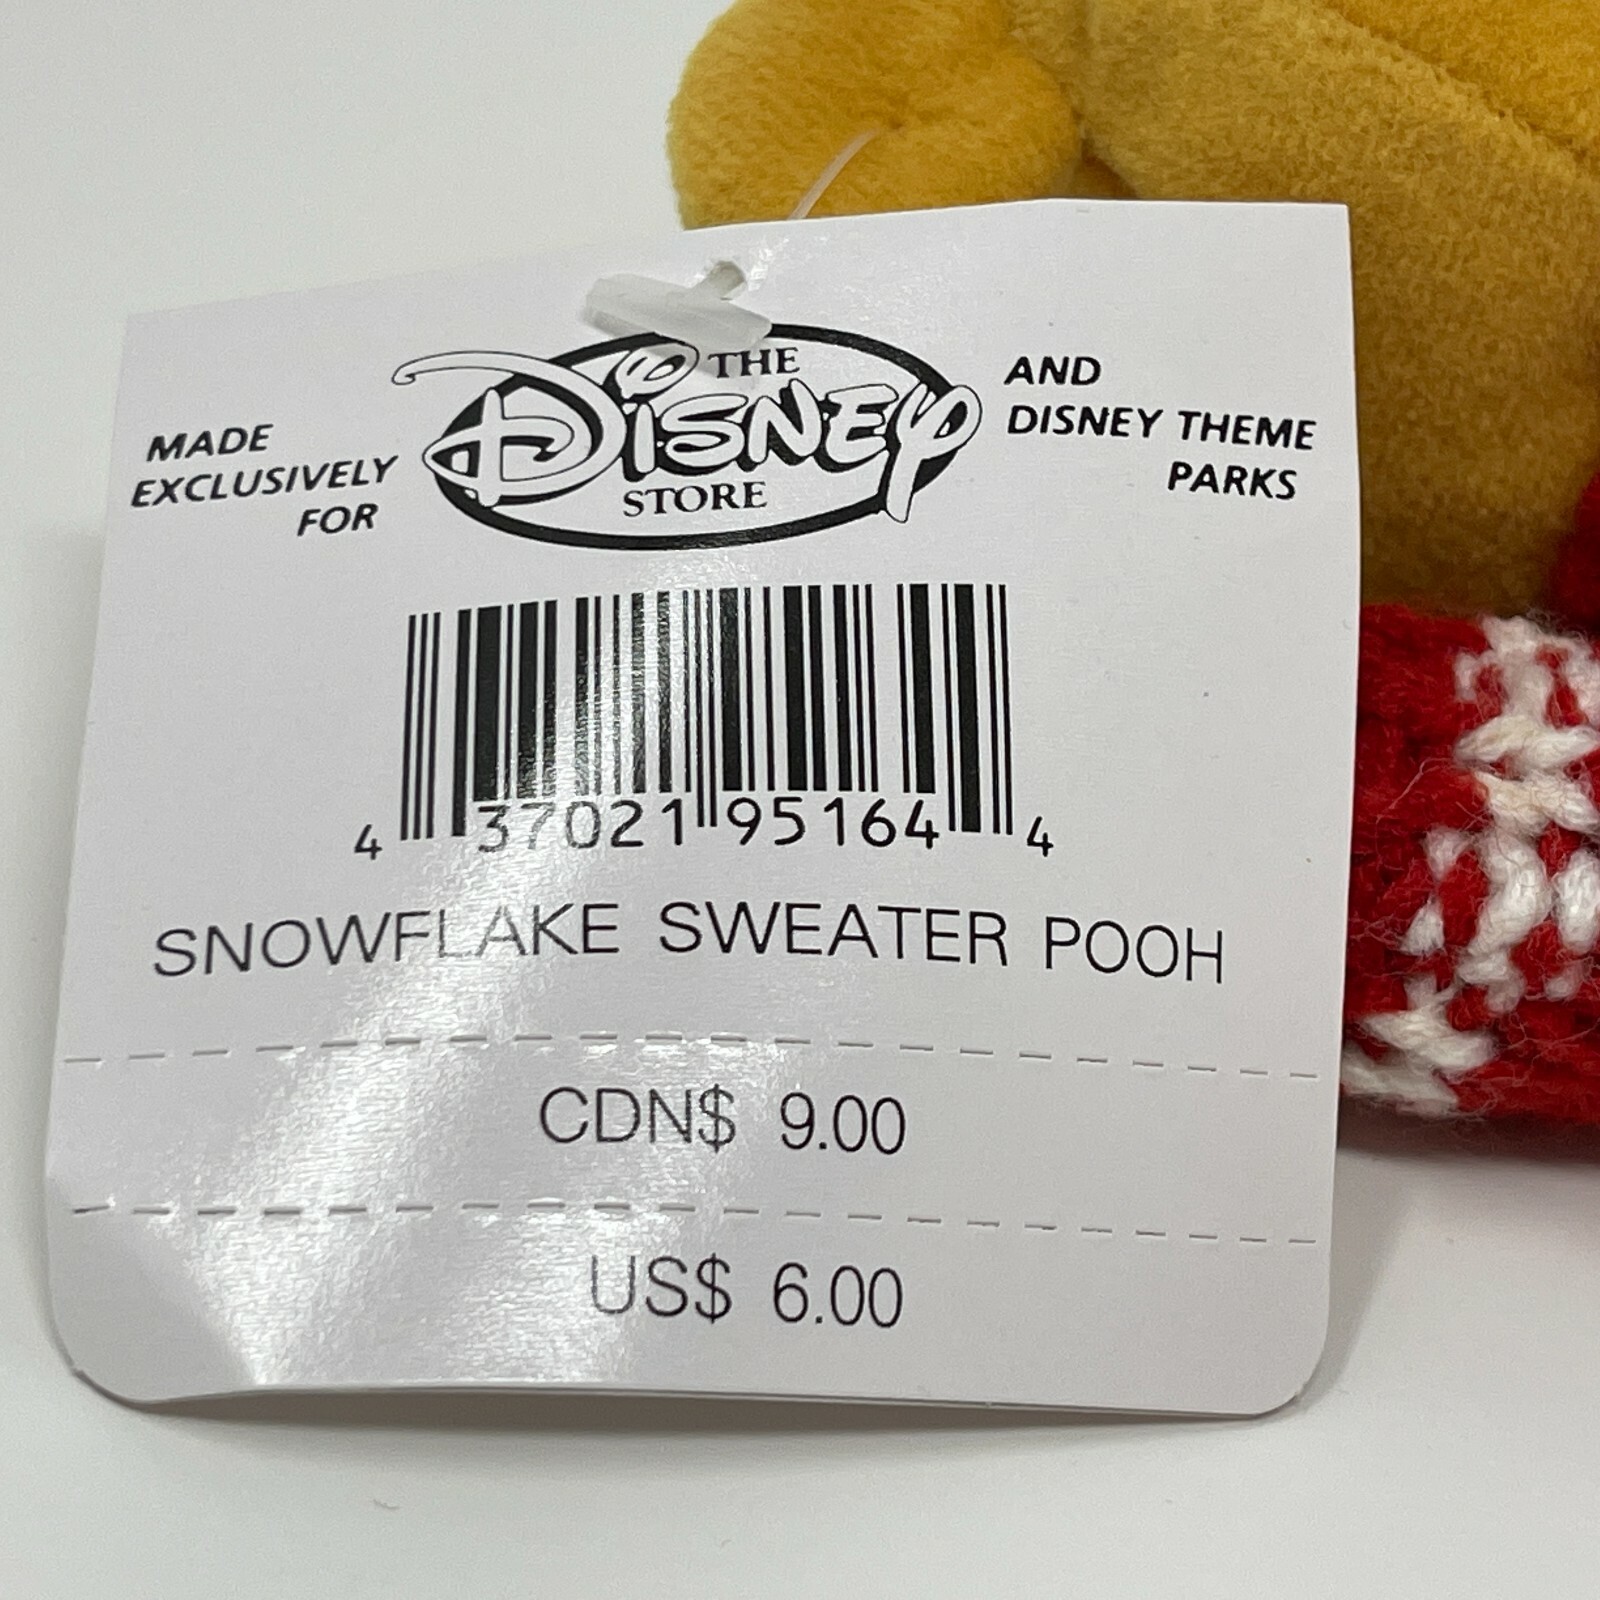 MADE EXCLUSIVELY FOR
THE
DISNEY
STORE
AND DISNEY THEME PARKS
4 37021 95164 4
SNOWFLAKE SWEATER POOH
CDN$ 9.00
US$ 6.00